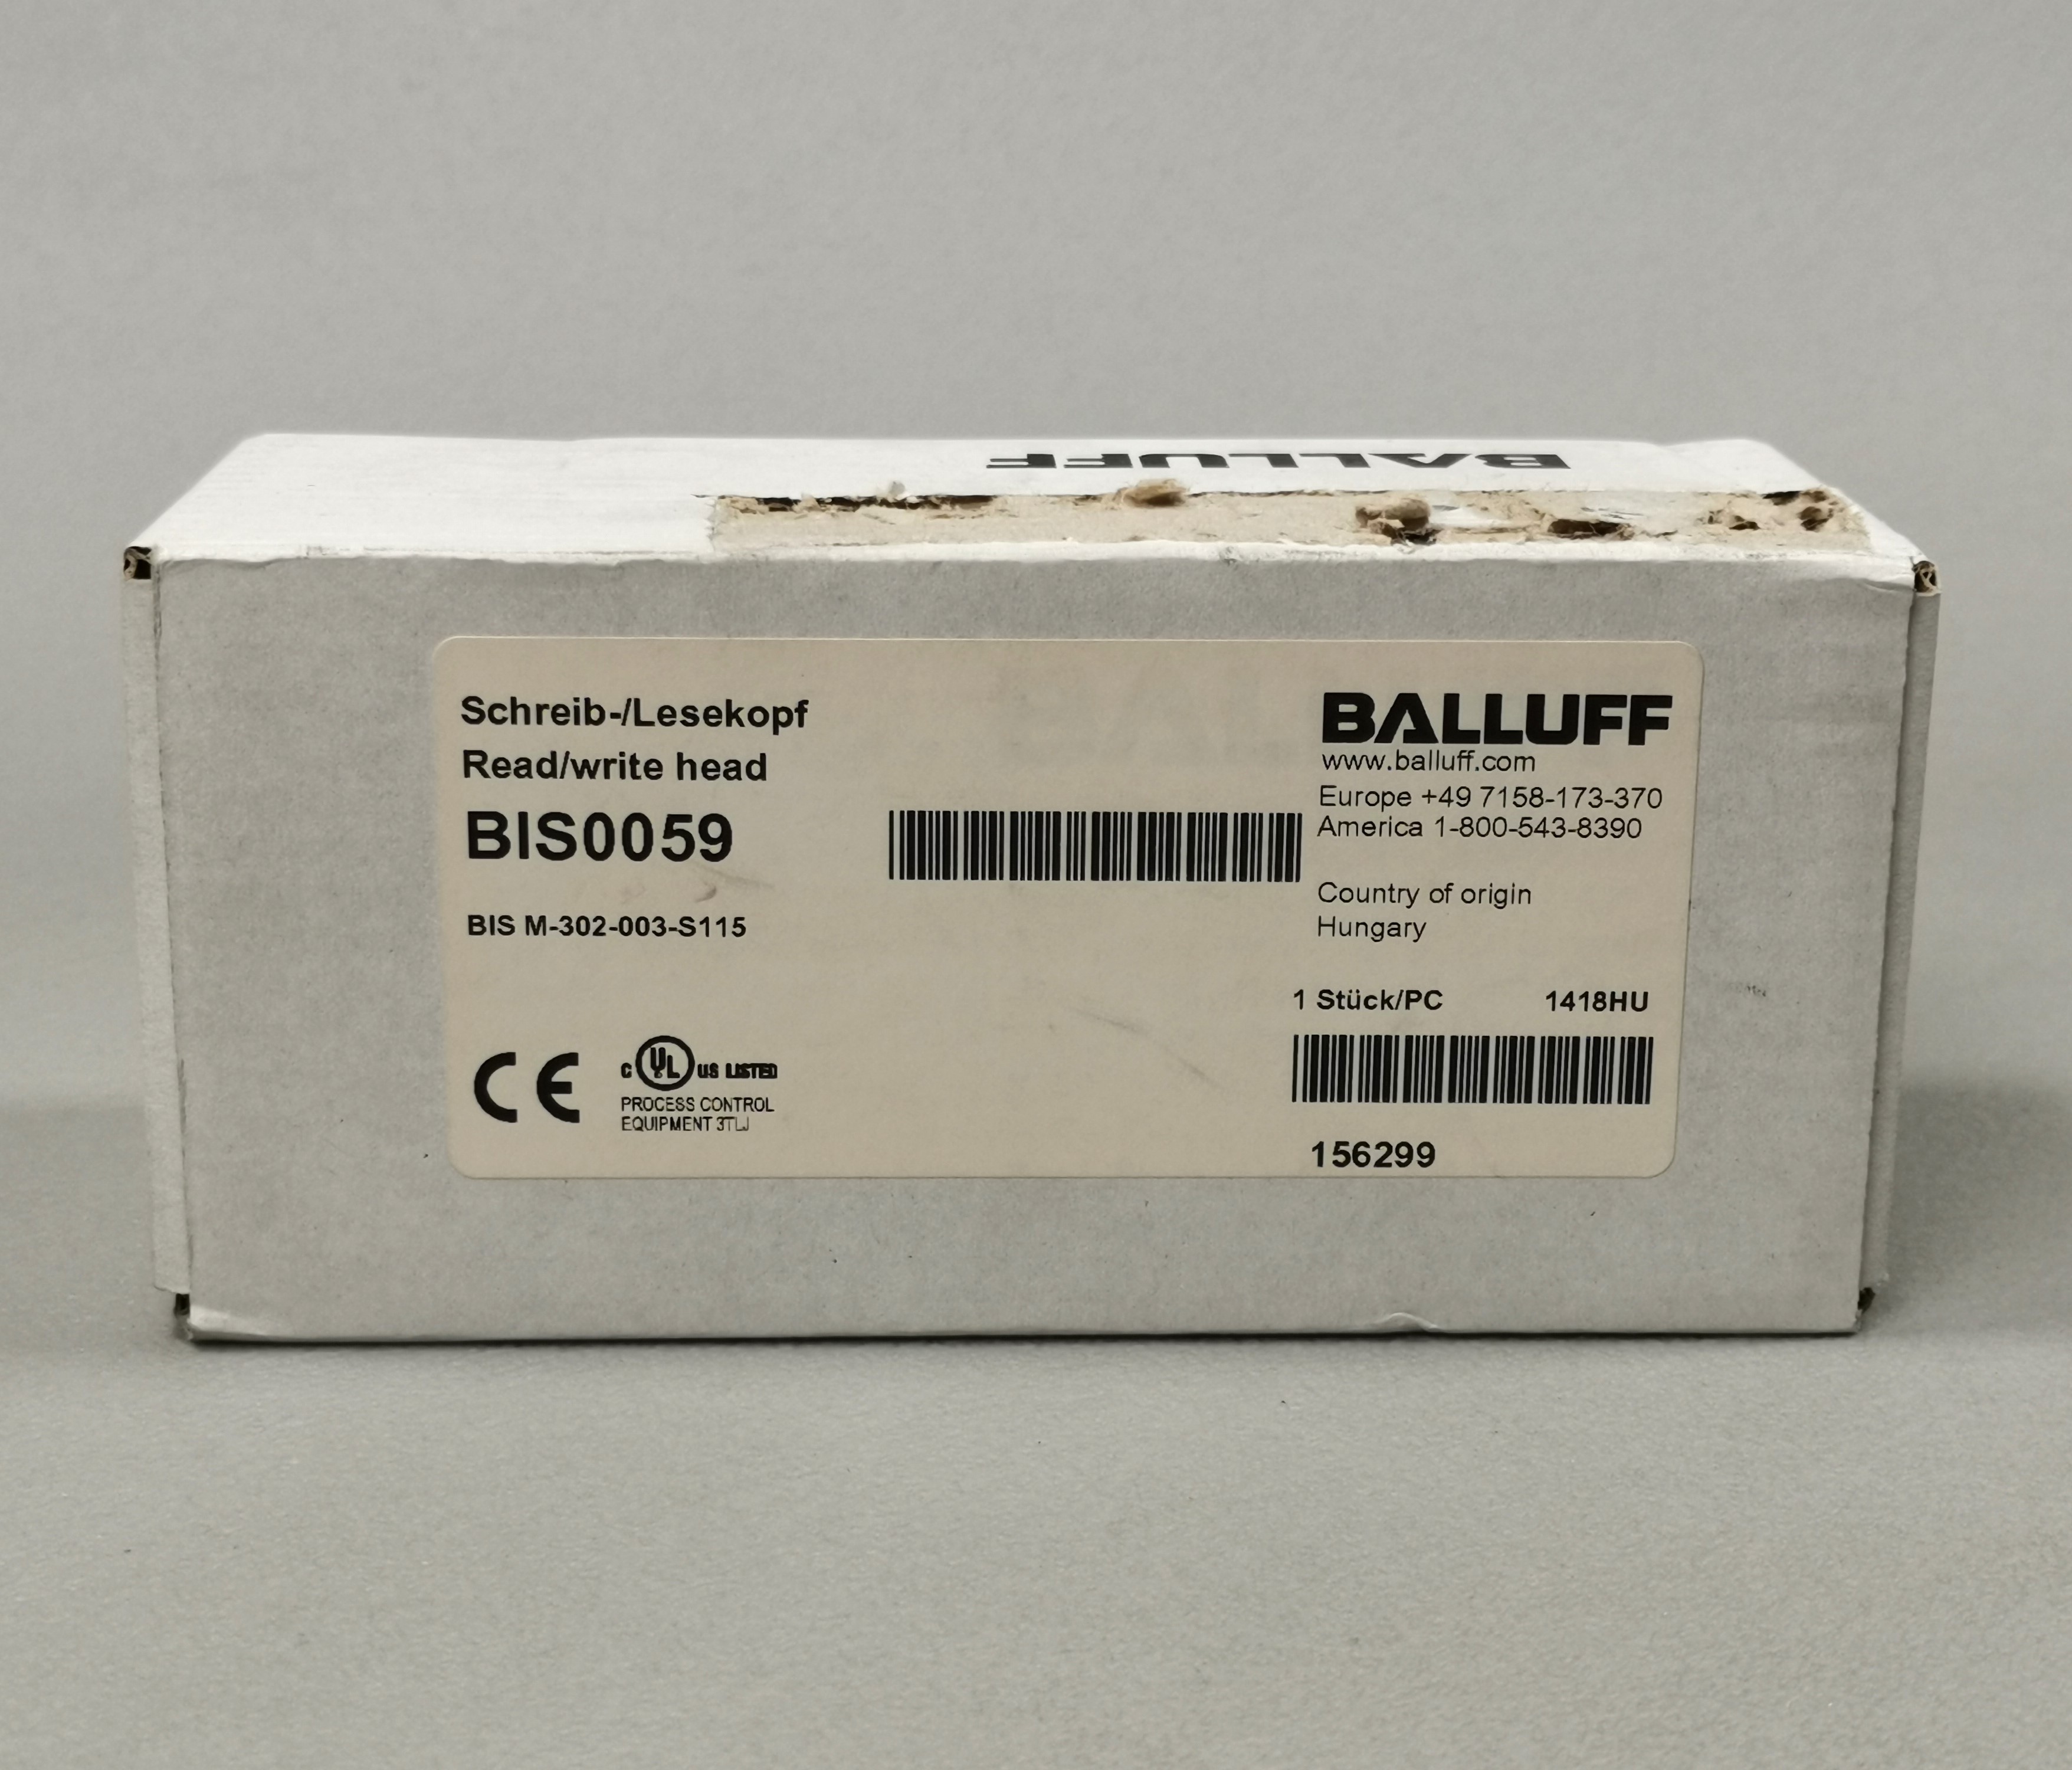 BALLUFF
Schreib-/Lesekopf
Read/write head
BIS0059
BIS M-302-003-S115
CE
C UL US LISTED
PROCESS CONTROL
EQUIPMENT 3TLJ
BALLUFF
www.balluff.com
Europe +49 7158-173-370
America 1-800-543-8390
Country of origin
Hungary
1 Stück/PC 1418HU
156299